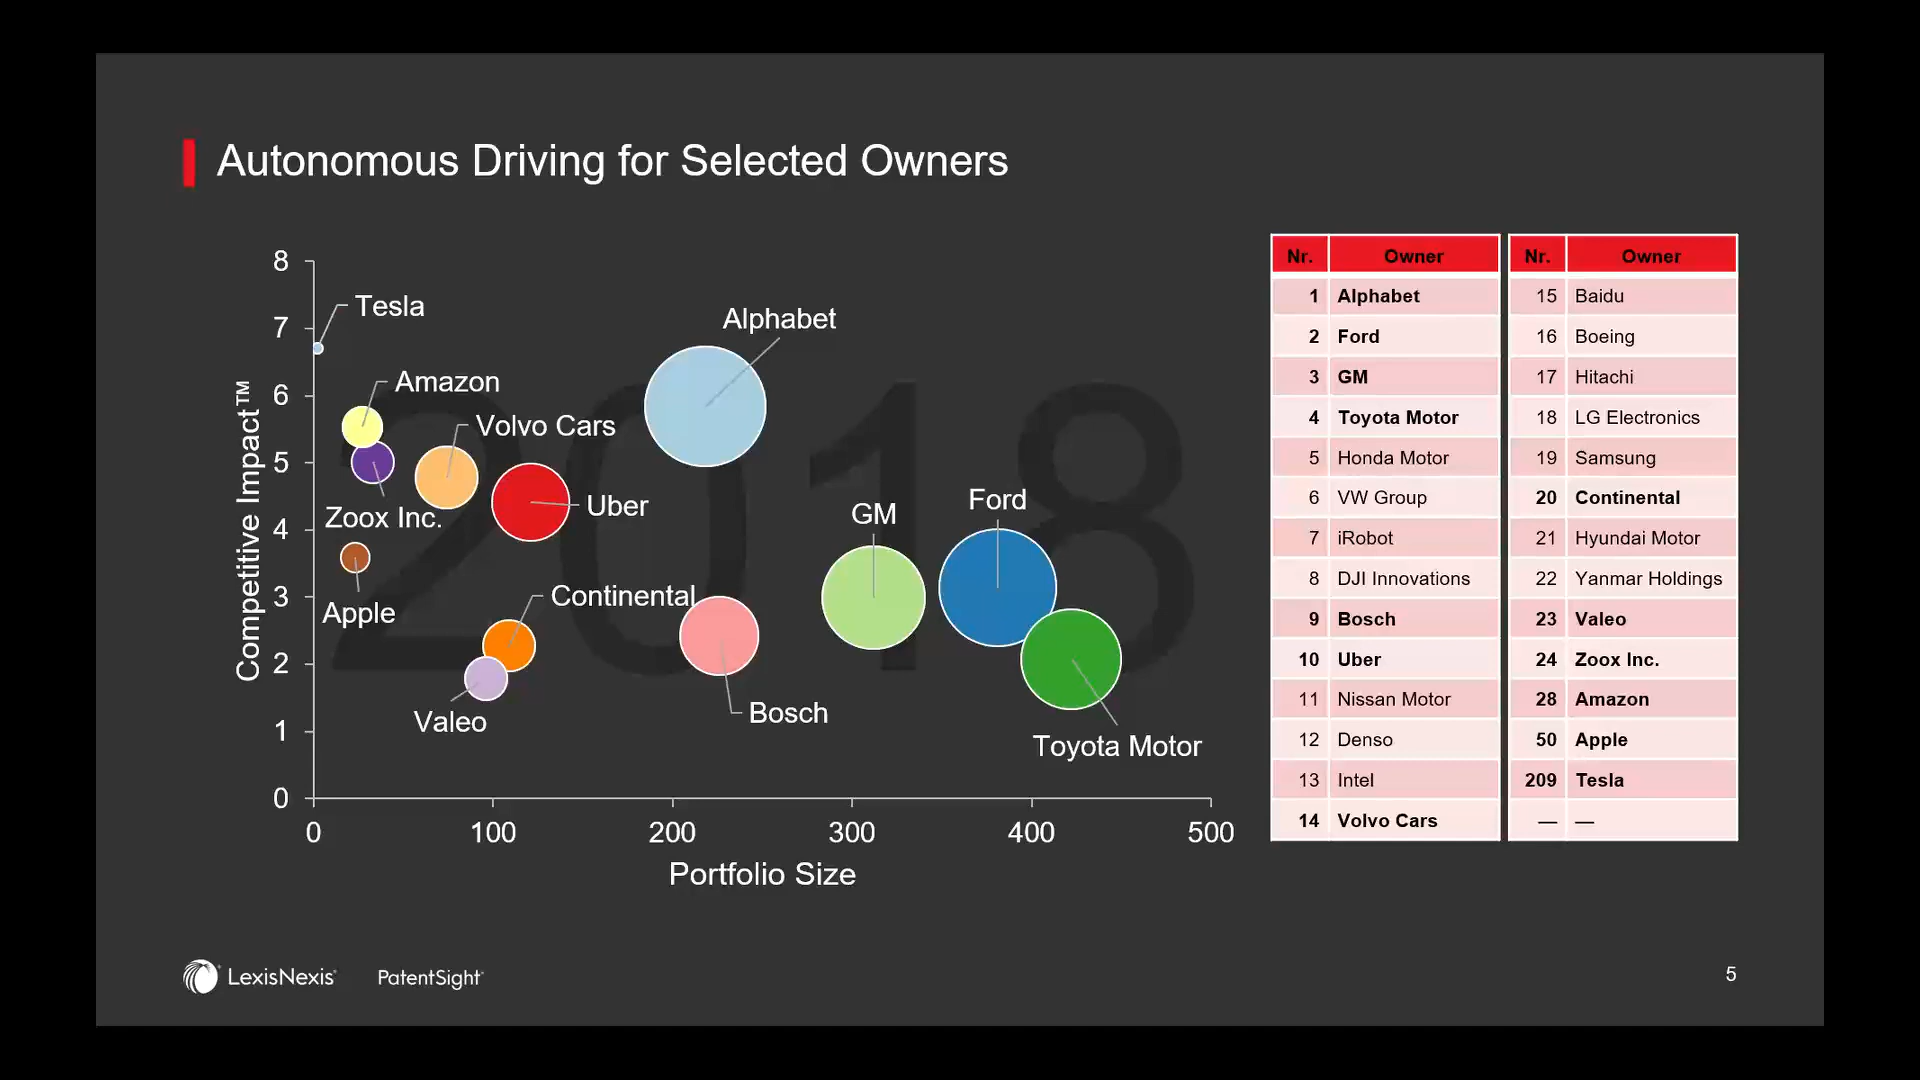 Autonomous Driving for Selected Owners
2018
8
7
6
5
4
3
2
1
0
Competitive Impact™
0
100
200
300
400
500
Portfolio Size
Tesla
Alphabet
Amazon
Volvo Cars
Zoox Inc.
Uber
GM
Ford
Apple
Continental
Valeo
Bosch
Toyota Motor
Nr. Owner
1 Alphabet
2 Ford
3 GM
4 Toyota Motor
5 Honda Motor
6 VW Group
7 iRobot
8 DJI Innovations
9 Bosch
10 Uber
11 Nissan Motor
12 Denso
13 Intel
14 Volvo Cars
Nr. Owner
15 Baidu
16 Boeing
17 Hitachi
18 LG Electronics
19 Samsung
20 Continental
21 Hyundai Motor
22 Yanmar Holdings
23 Valeo
24 Zoox Inc.
28 Amazon
50 Apple
209 Tesla
— —
LexisNexis PatentSight
5